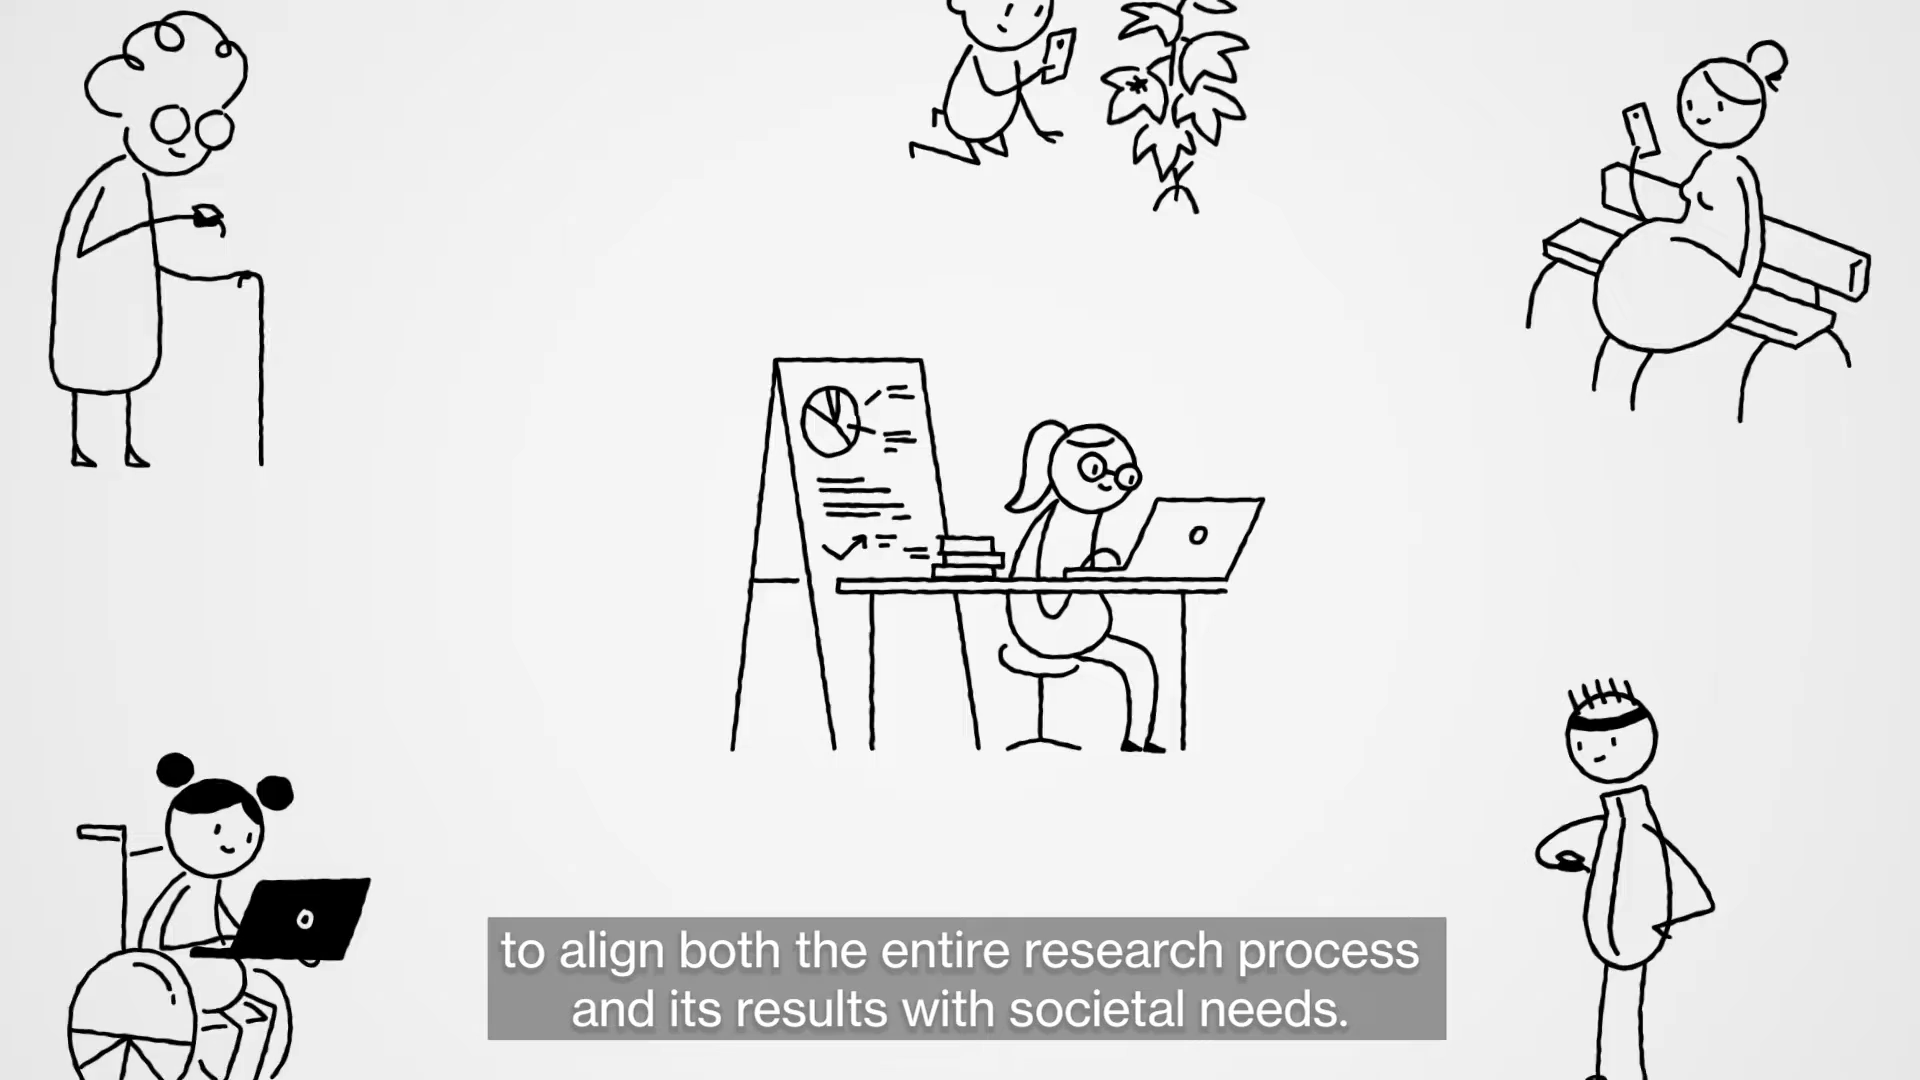 to align both the entire research process
and its results with societal needs.